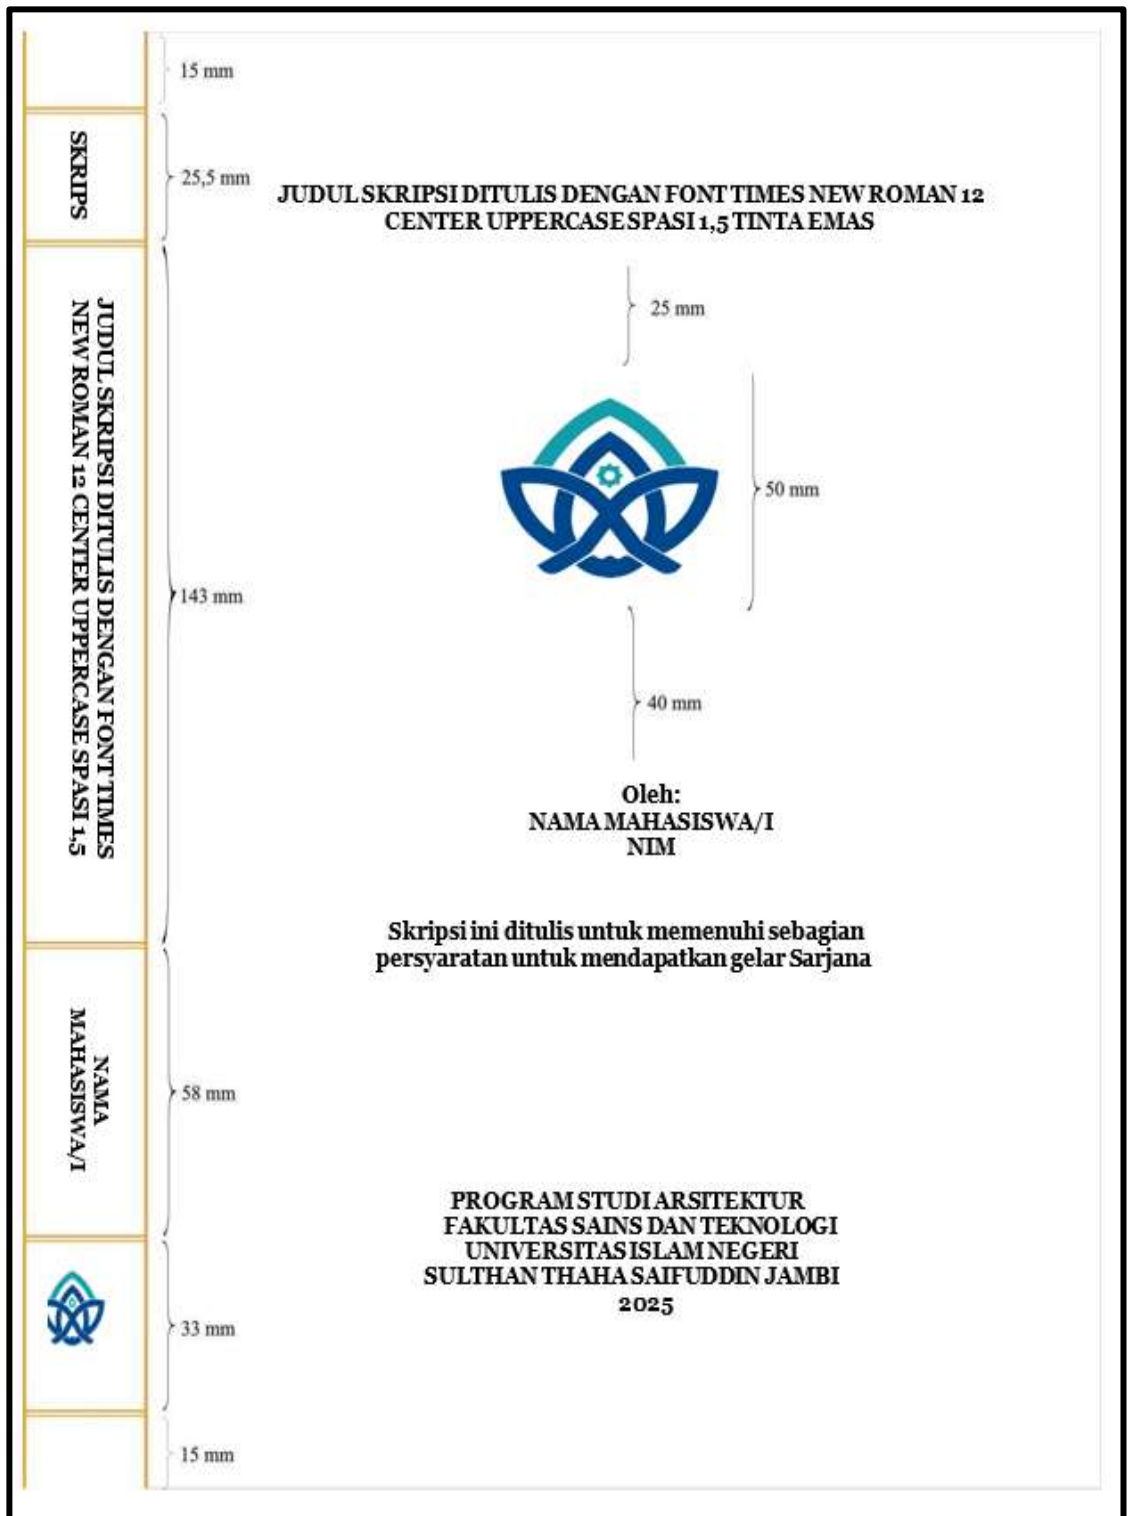 15 mm
SKRIPS
25,5 mm
JUDUL SKRIPSI DITULIS DENGAN FONT TIMES NEW ROMAN 12
CENTER UPPERCASE SPASI 1,5 TINTA EMAS
25 mm
50 mm
JUDUL SKRIPSI DITULIS DENGAN FONT TIMES
NEW ROMAN 12 CENTER UPPERCASE SPASI 1,5
143 mm
40 mm
Oleh:
NAMA MAHASISWA/I
NIM
Skripsi ini ditulis untuk memenuhi sebagian
persyaratan untuk mendapatkan gelar Sarjana
NAMA
MAHASISWA/I
58 mm
PROGRAM STUDI ARSITEKTUR
FAKULTAS SAINS DAN TEKNOLOGI
UNIVERSITAS ISLAM NEGERI
SULTHAN THAHA SAIFUDDIN JAMBI
2025
33 mm
15 mm